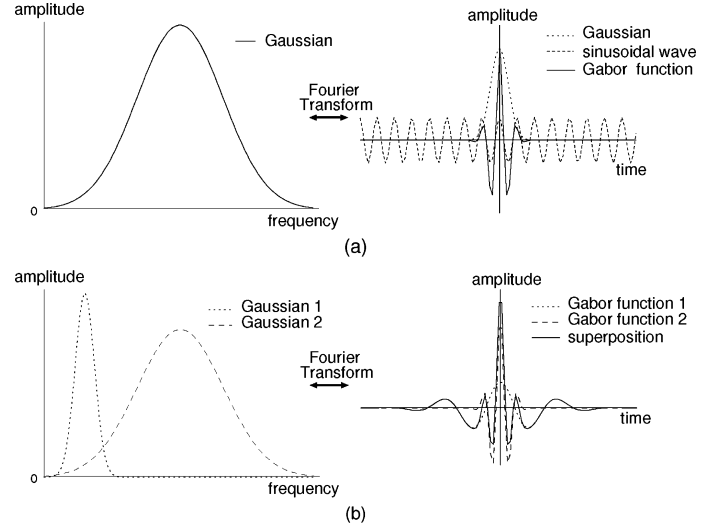 amplitude
Gaussian
0
frequency
Fourier
Transform
amplitude
Gaussian
sinusoidal wave
Gabor function
time
(a)
amplitude
Gaussian 1
Gaussian 2
0
frequency
Fourier
Transform
amplitude
Gabor function 1
Gabor function 2
superposition
time
(b)